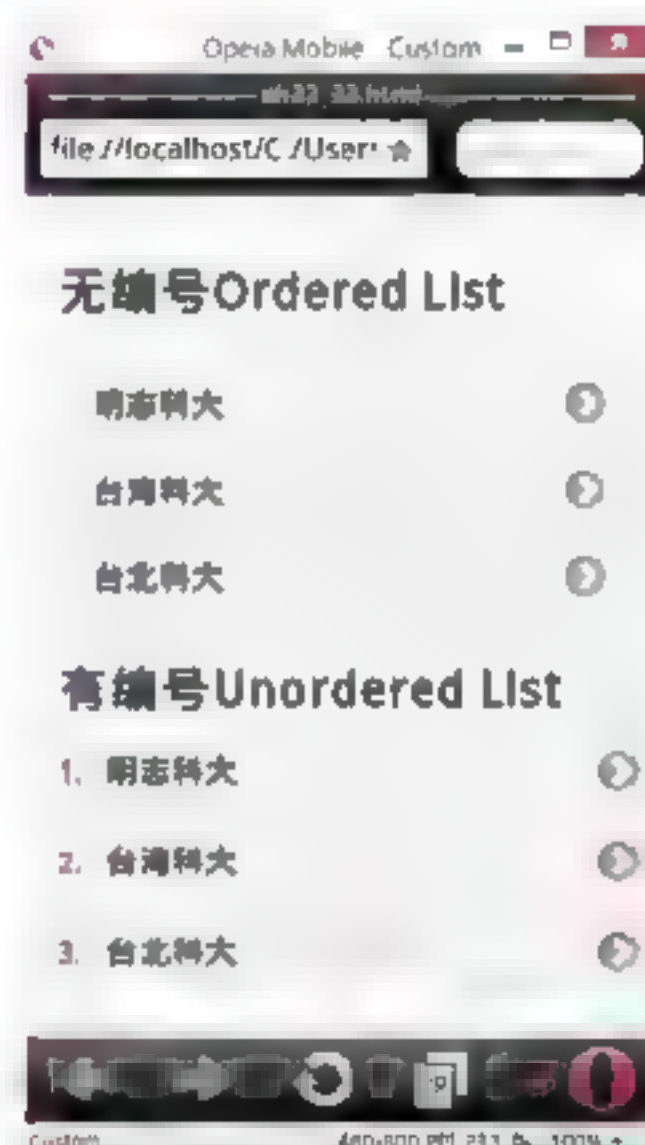 Opera Mobile Custom
file://localhost/C:/User
无编号Ordered List
明志科大
台湾科大
台北科大
有编号Unordered List
1. 明志科大
2. 台湾科大
3. 台北科大
Custom 100%